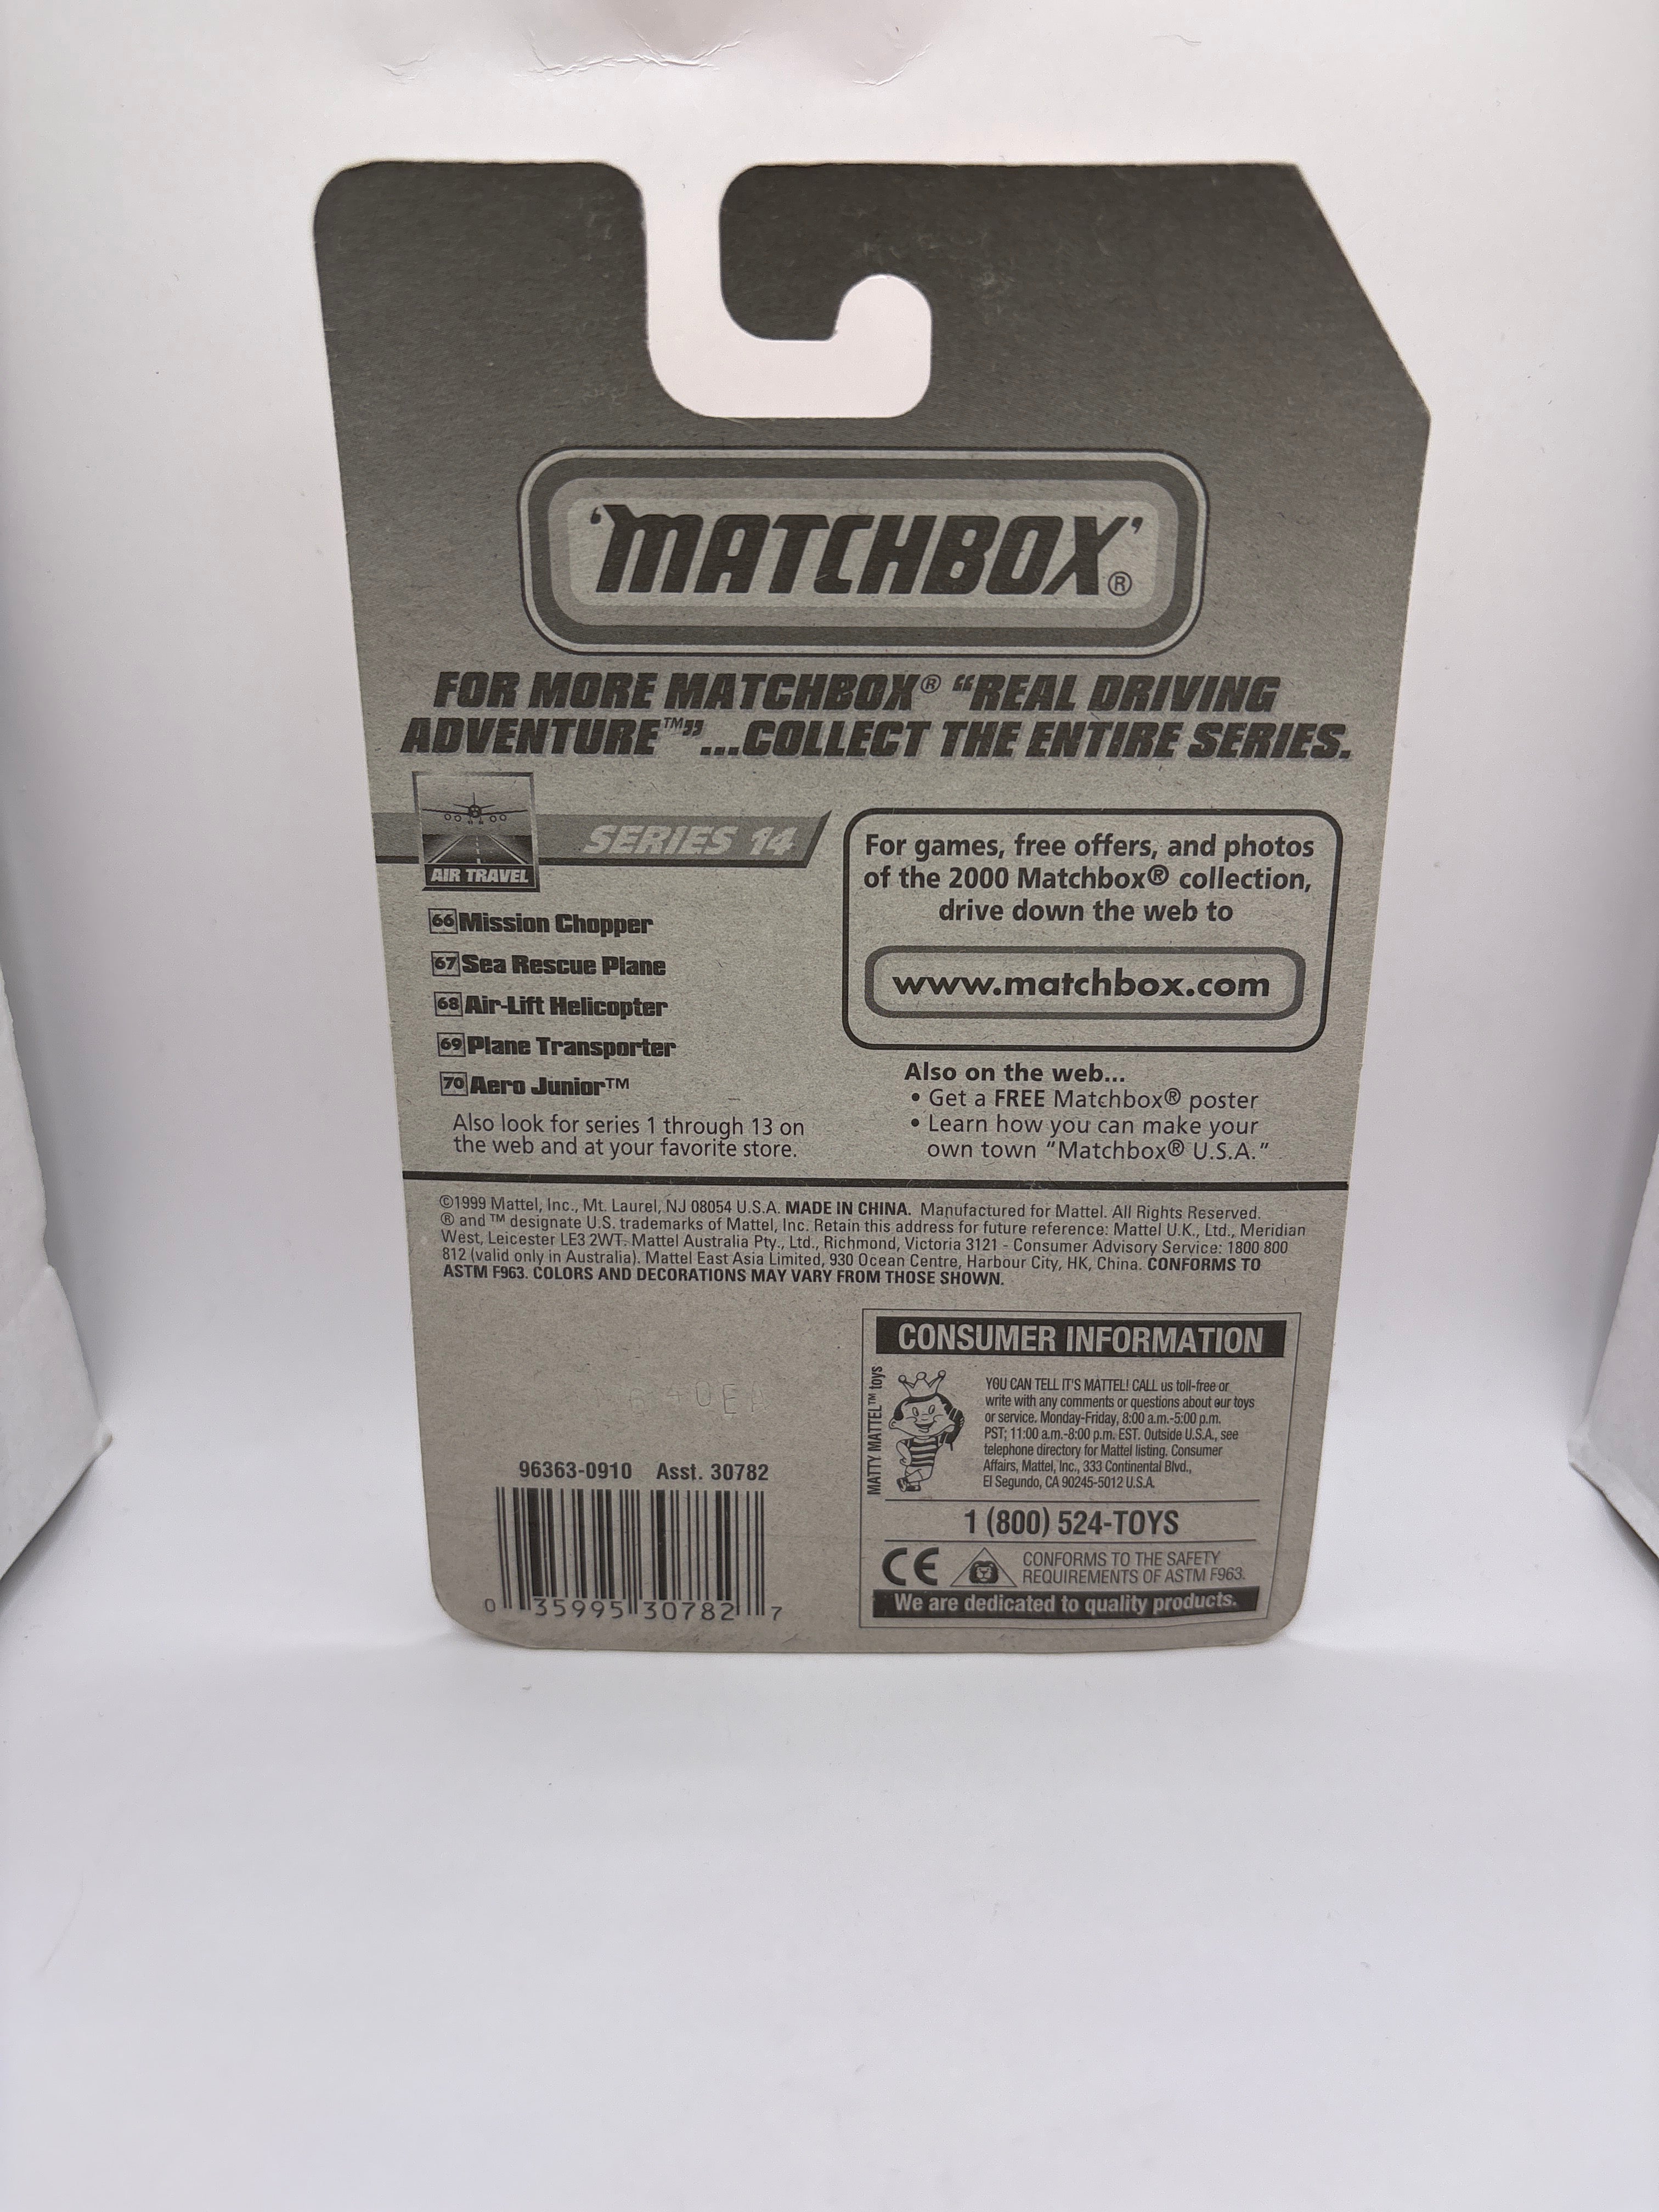 'MATCHBOX'®
FOR MORE MATCHBOX® “REAL DRIVING
ADVENTURE™”...COLLECT THE ENTIRE SERIES.
SERIES 14
AIR TRAVEL
66 Mission Chopper
67 Sea Rescue Plane
68 Air-Lift Helicopter
69 Plane Transporter
70 Aero Junior™
Also look for series 1 through 13 on
the web and at your favorite store.
For games, free offers, and photos
of the 2000 Matchbox® collection,
drive down the web to
www.matchbox.com
Also on the web...
• Get a FREE Matchbox® poster
• Learn how you can make your
own town "Matchbox® U.S.A."
©1999 Mattel, Inc., Mt. Laurel, NJ 08054 U.S.A. MADE IN CHINA. Manufactured for Mattel. All Rights Reserved.
® and ™ designate U.S. trademarks of Mattel, Inc. Retain this address for future reference: Mattel U.K., Ltd., Meridian
West, Leicester LE3 2WT. Mattel Australia Pty., Ltd., Richmond, Victoria 3121 - Consumer Advisory Service: 1800 800
812 (valid only in Australia). Mattel East Asia Limited, 930 Ocean Centre, Harbour City, HK, China. CONFORMS TO
ASTM F963. COLORS AND DECORATIONS MAY VARY FROM THOSE SHOWN.
96363-0910 Asst. 30782
0 35995 30782 7
CONSUMER INFORMATION
MATTY MATTEL™ toys
YOU CAN TELL IT'S MATTEL! CALL us toll-free or
write with any comments or questions about our toys
or service. Monday-Friday, 8:00 a.m.-5:00 p.m.
PST; 11:00 a.m.-8:00 p.m. EST. Outside U.S.A., see
telephone directory for Mattel listing. Consumer
Affairs, Mattel, Inc., 333 Continental Blvd.,
El Segundo, CA 90245-5012 U.S.A.
1 (800) 524-TOYS
CE
CONFORMS TO THE SAFETY
REQUIREMENTS OF ASTM F963.
We are dedicated to quality products.